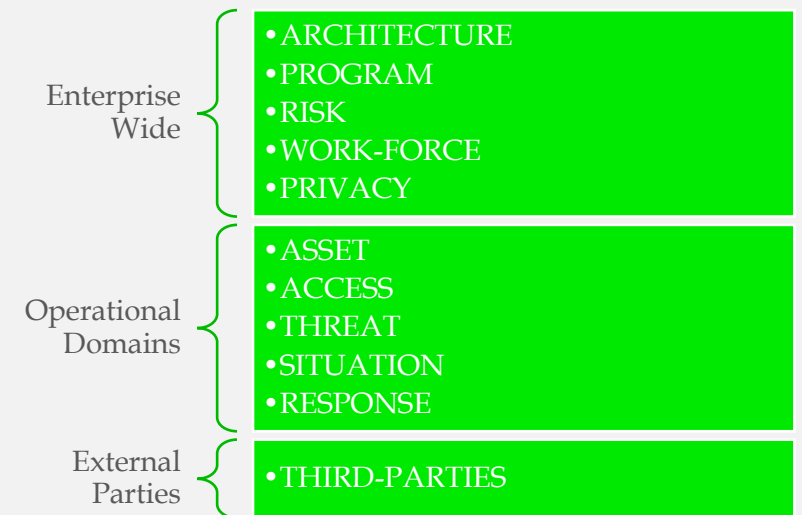 Enterprise
Wide
•ARCHITECTURE
•PROGRAM
•RISK
•WORK-FORCE
•PRIVACY
Operational
Domains
•ASSET
•ACCESS
•THREAT
•SITUATION
•RESPONSE
External
Parties
•THIRD-PARTIES